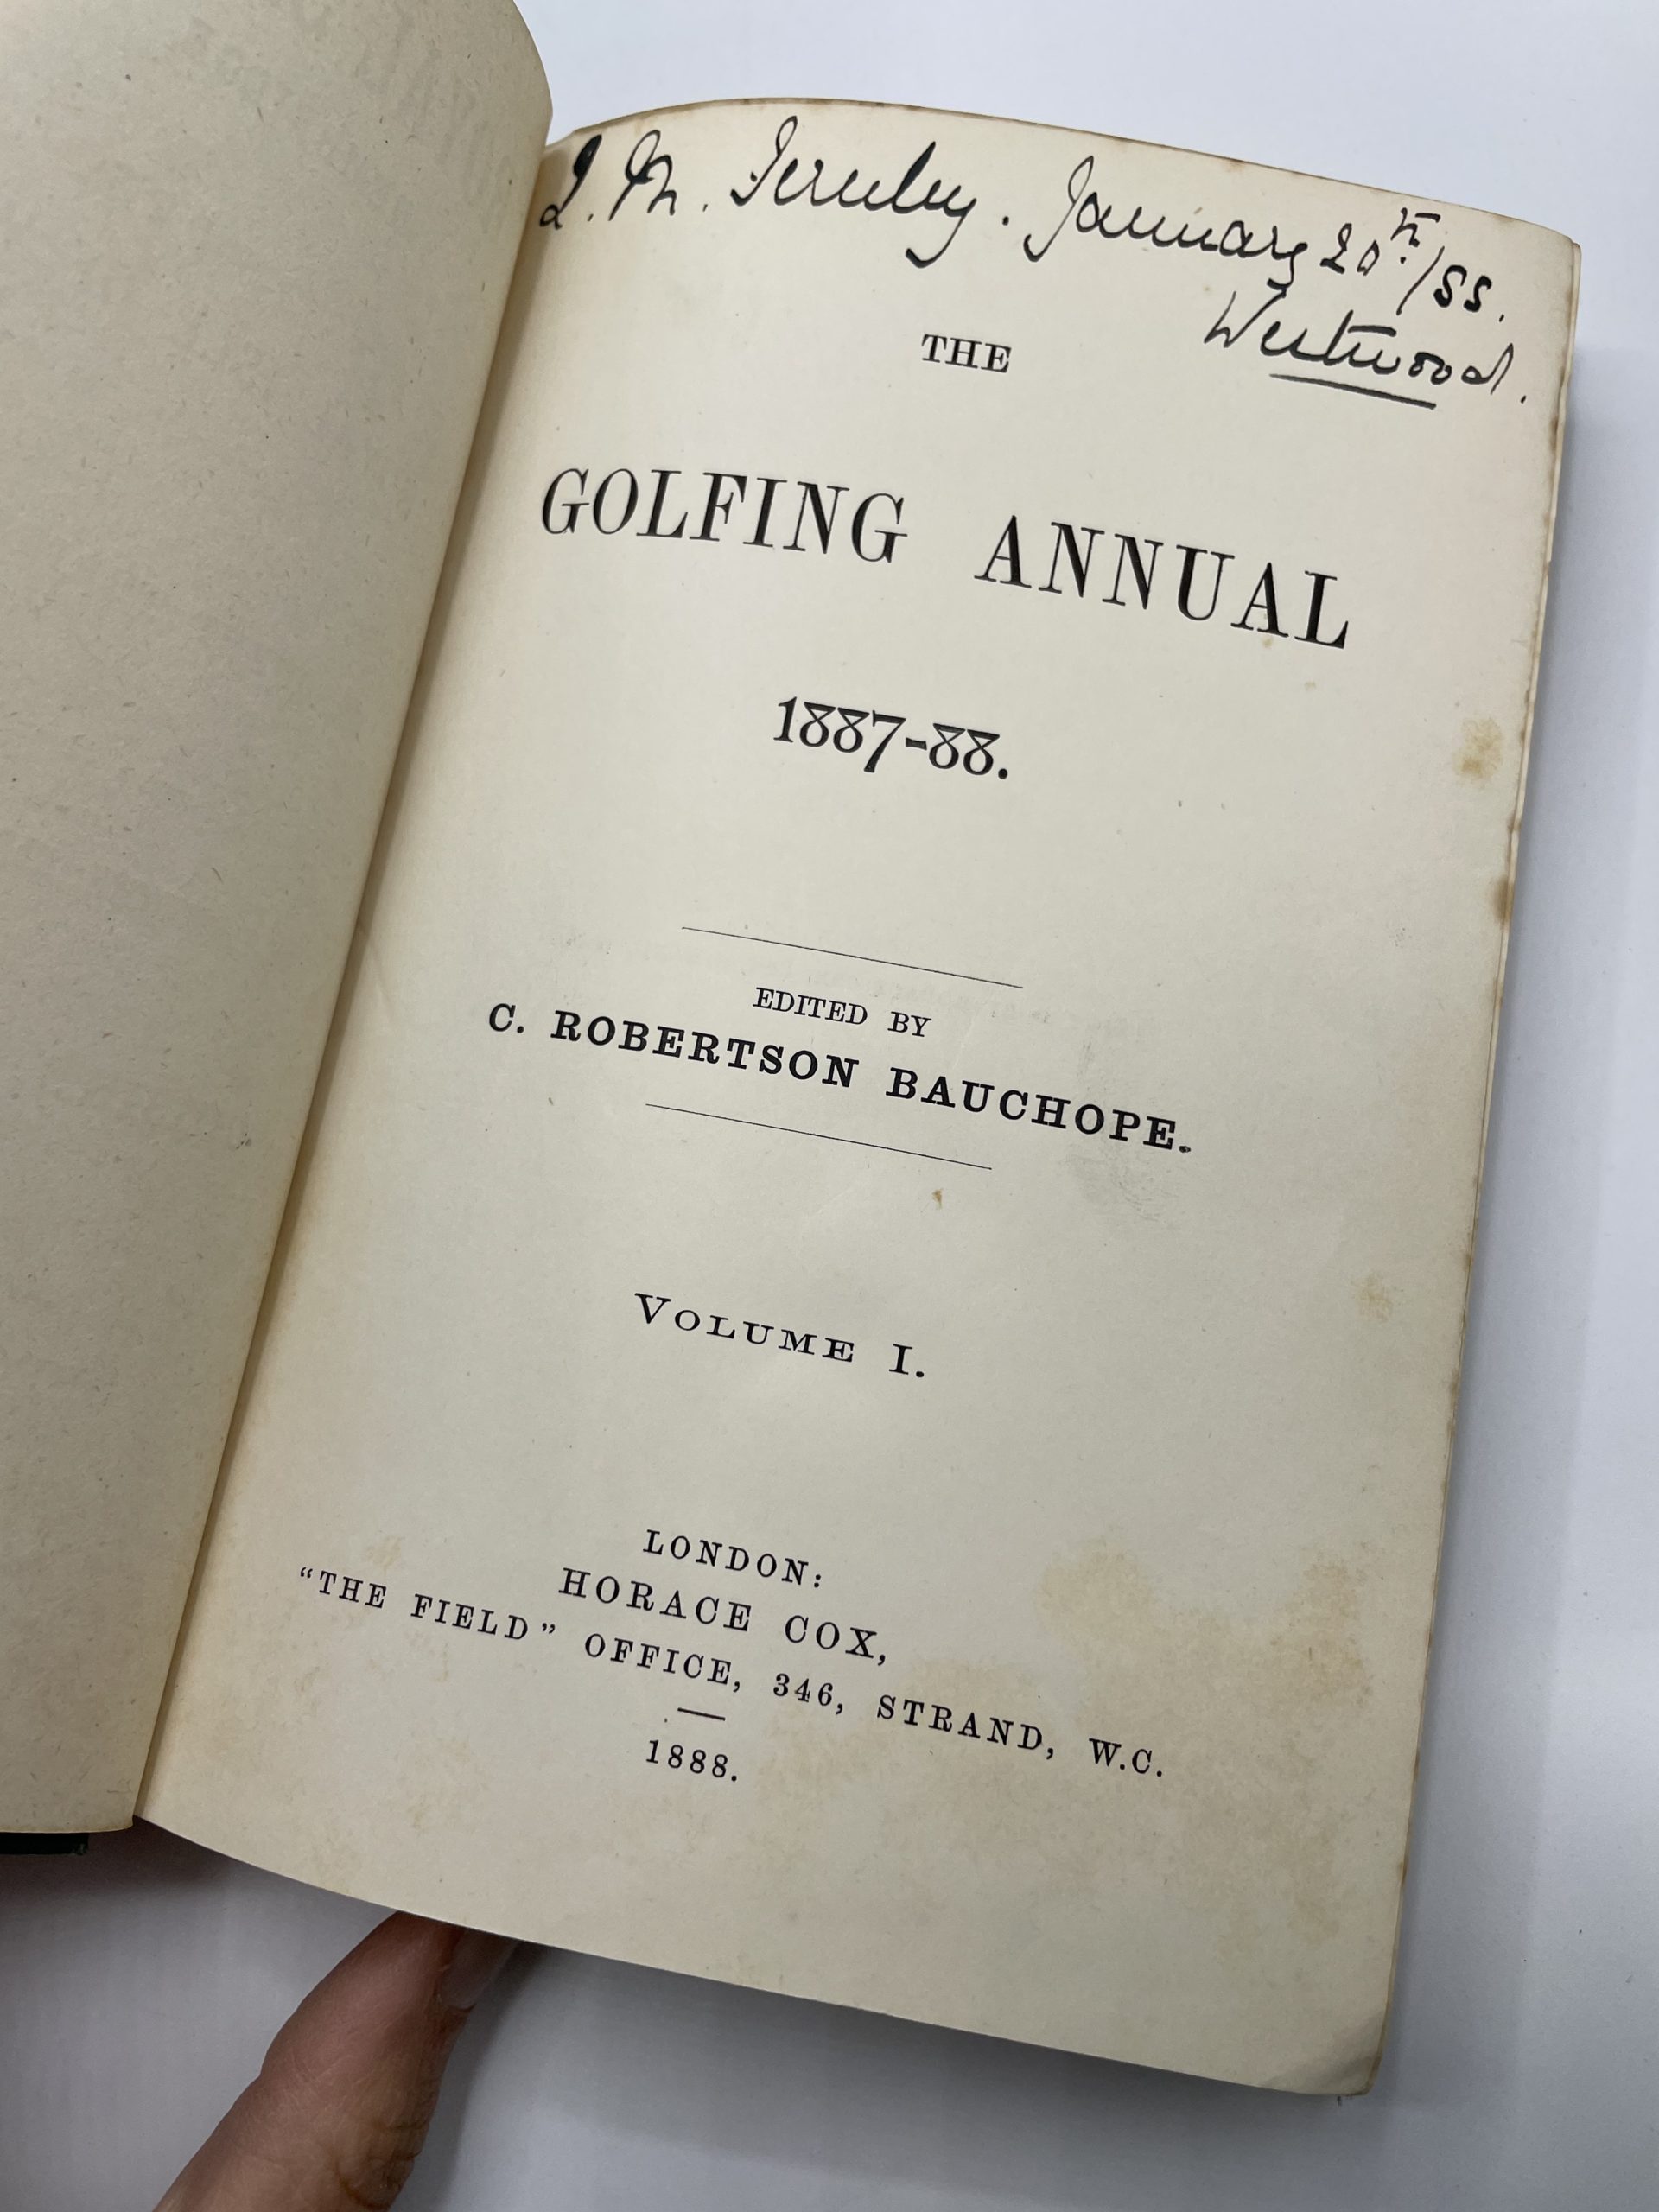 January 20th/88.
Westwood.
THE
GOLFING ANNUAL
1887-88.
EDITED BY
C. ROBERTSON BAUCHOPE.
VOLUME I.
LONDON:
HORACE COX,
"THE FIELD" OFFICE, 346, STRAND, W.C.
1888.